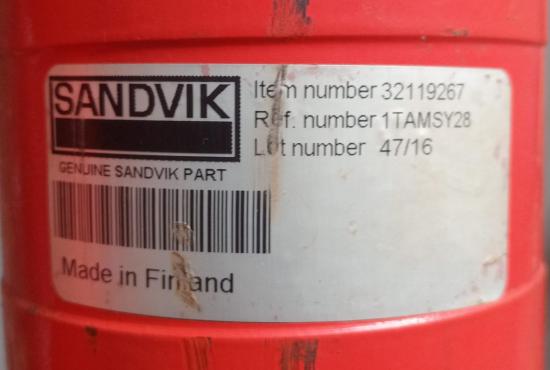 SANDVIK
GENUINE SANDVIK PART
Item number 32119267
Ref. number 1TAMSY28
Lot number 47/16
Made in Finland